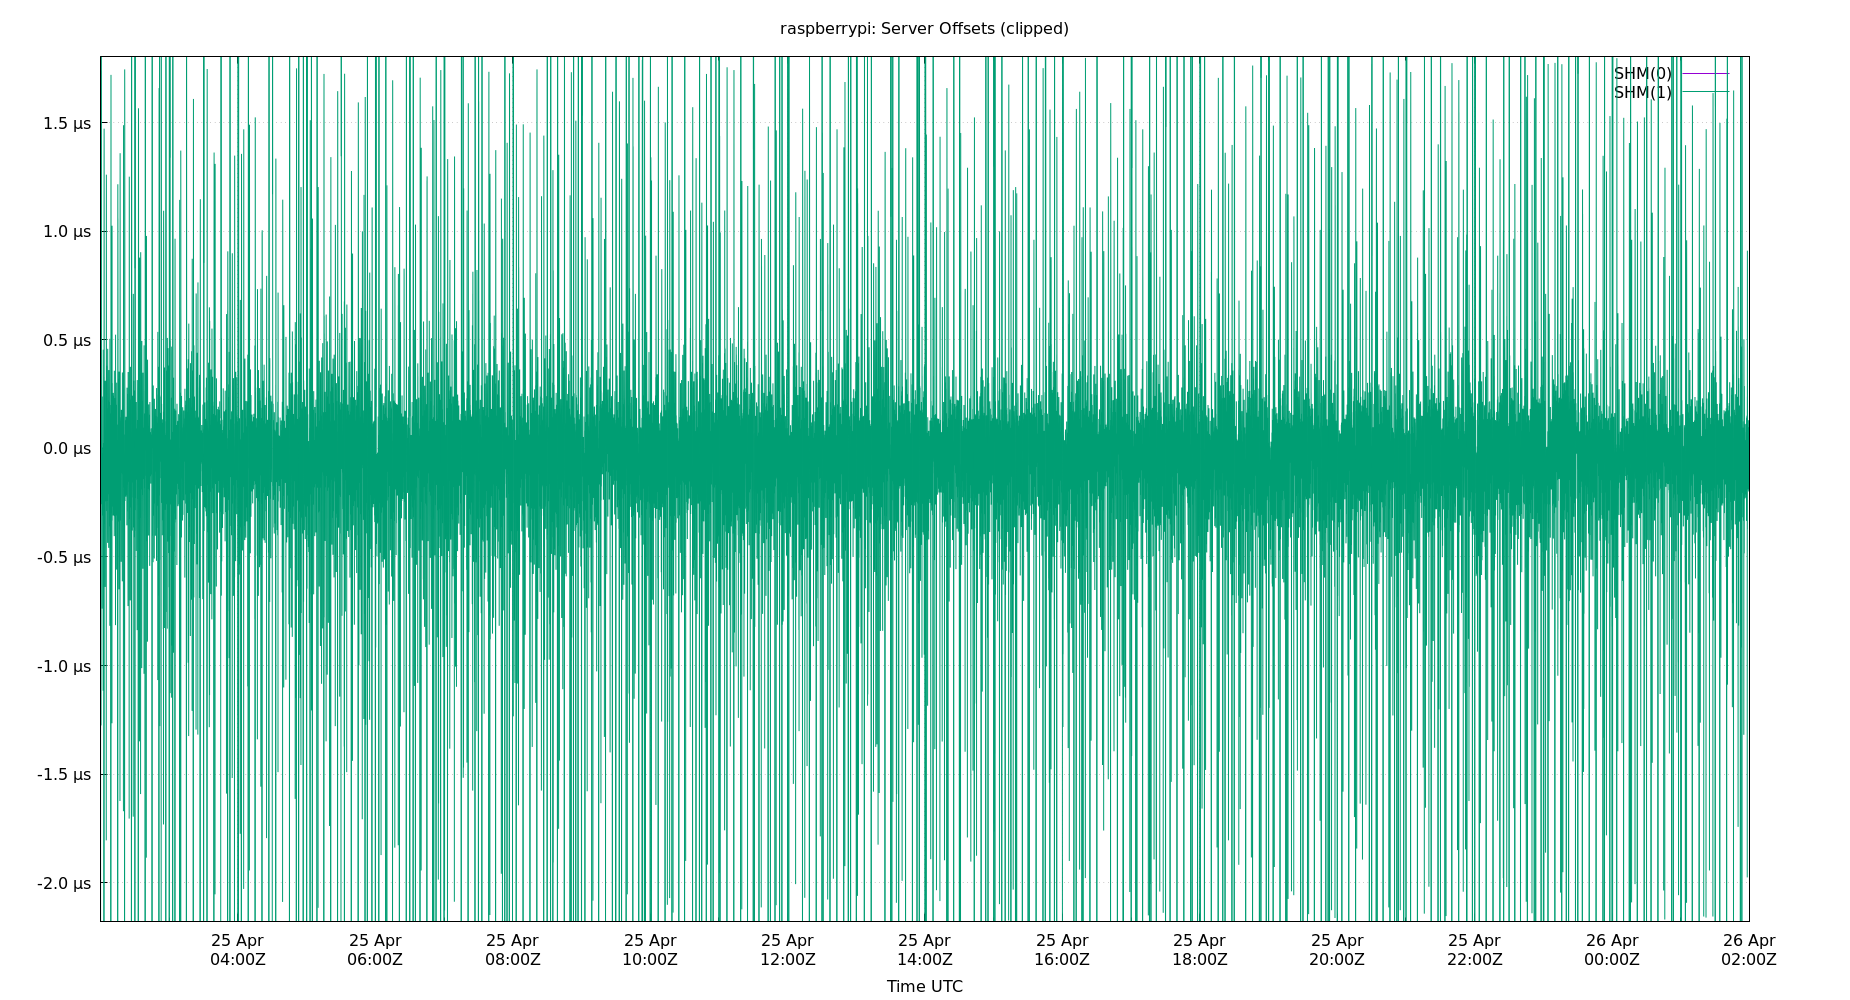 raspberrypi: Server Offsets (clipped)
SHM(0)
SHM(1)
1.5 µs
1.0 µs
0.5 µs
0.0 µs
-0.5 µs
-1.0 µs
-1.5 µs
-2.0 µs
25 Apr 25 Apr 25 Apr 25 Apr 25 Apr 25 Apr 25 Apr 25 Apr 25 Apr 25 Apr 26 Apr 26 Apr
04:00Z 06:00Z 08:00Z 10:00Z 12:00Z 14:00Z 16:00Z 18:00Z 20:00Z 22:00Z 00:00Z 02:00Z
Time UTC